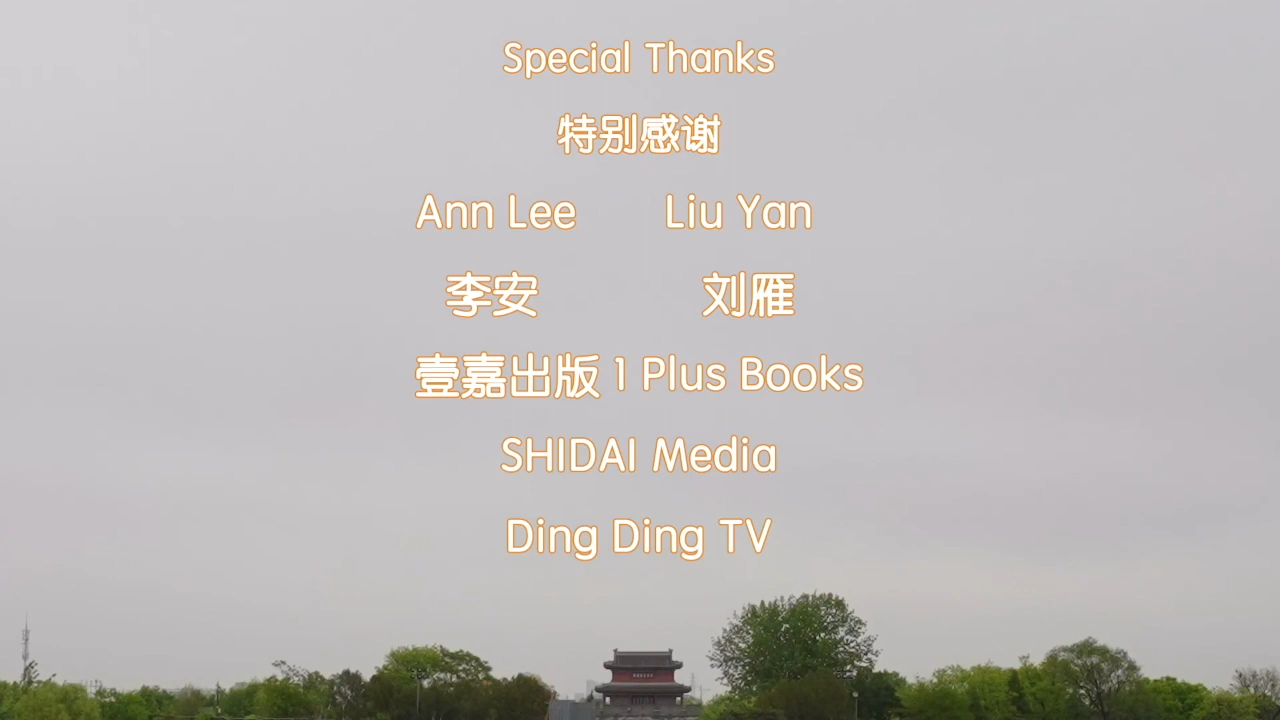 Special Thanks
特别感谢
Ann Lee Liu Yan
李安 刘雁
壹嘉出版 1 Plus Books
SHIDAI Media
Ding Ding TV